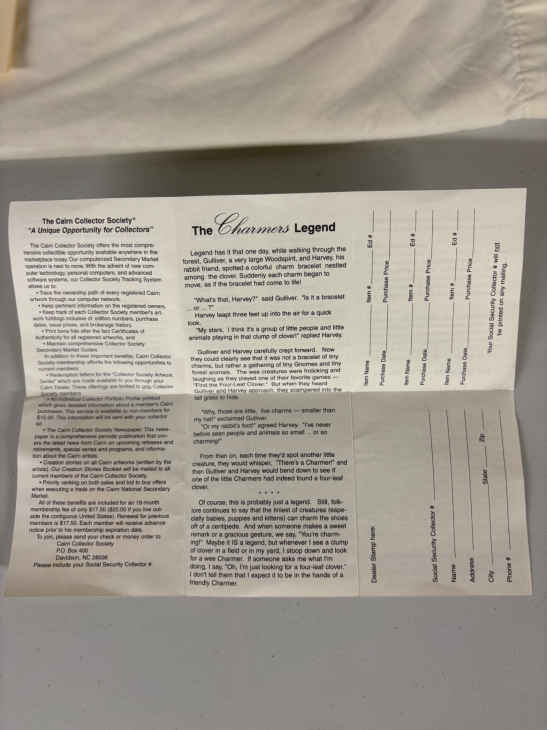 The Cairn Collector Society*
"A Unique Opportunity for Collectors"
The Cairn Collector Society offers the most compre-
hensive collectible opportunity available anywhere in the
marketplace today. Our computerized Secondary Market
operation is next to none. With the advent of new com-
puter technology, personal computers, and advanced
software systems, our Collector Society Tracking System
allows us to:
• Trace the ownership path of every registered Cairn
artwork through our computer network.
• Keep pertinent information on the registered owners.
• Keep track of each Collector Society member's art-
work holdings inclusive of: edition numbers, purchase
dates, issue prices, and brokerage history.
• Print bona fide after the fact Certificates of
Authenticity for all registered artworks, and
• Maintain comprehensive Collector Society
Secondary Market Guides.
In addition to these important benefits, Cairn Collector
Society membership affords the following opportunities to
current members:
• Redemption letters for the "Collector Society Artwork
Series" which are made available to you through your
Cairn Dealer. These offerings are limited to only Collector
Society members.
• An Individual Collector Portfolio Profile printout
which gives detailed information about a member's Cairn
purchases. This service is available to non-members for
$15.00. This information will be sent with your collector
• The Cairn Collector Society Newspaper. This news-
paper is a comprehensive periodic publication that cov-
ers the latest news from Cairn on upcoming releases and
retirements, special series and programs, and informa-
tion about the Cairn artists.
• Creation stories on all Cairn artworks (written by the
artists). Our Creation Stories Booklet will be mailed to all
current members of the Cairn Collector Society.
• Priority ranking on both sales and bid to buy offers
when executing a trade on the Cairn National Secondary
Market.
All of these benefits are included for an 18-month
membership fee of only $17.50 ($20.00 if you live out-
side the contiguous United States). Renewal for previous
members is $17.50. Each member will receive advance
notice prior to his membership expiration date.
To join, please send your check or money order to:
Cairn Collector Society
P.O. Box 400
Davidson, NC 28036
Please include your Social Security Collector #.
The Charmers Legend
Legend has it that one day, while walking through the
forest, Gulliver, a very large Woodspirit, and Harvey, his
rabbit friend, spotted a colorful charm bracelet nestled
among the clover. Suddenly each charm began to
move, as if the bracelet had come to life!
"What's that, Harvey?" said Gulliver. "Is it a bracelet
... or ... ?"
Harvey leapt three feet up into the air for a quick
look.
"My stars, I think it's a group of little people and little
animals playing in that clump of clover!" replied Harvey.
Gulliver and Harvey carefully crept forward. Now
they could clearly see that it was not a bracelet of tiny
charms, but rather a gathering of tiny Gnomes and tiny
forest animals. The wee creatures were frolicking and
laughing as they played one of their favorite games —
"Find the Four-Leaf Clover." But when they heard
Gulliver and Harvey approach, they scampered into the
tall grass to hide.
"Why, those are little, live charms — smaller than
my hat!" exclaimed Gulliver.
"Or my rabbit's foot!" agreed Harvey. "I've never
before seen people and animals so small ... or so
charming!"
From then on, each time they'd spot another little
creature, they would whisper, "There's a Charmer!" and
then Gulliver and Harvey would bend down to see if
one of the little Charmers had indeed found a four-leaf
clover.
* * * *
Of course, this is probably just a legend. Still, folk-
lore continues to say that the tiniest of creatures (espe-
cially babies, puppies and kittens) can charm the shoes
off of a centipede. And when someone makes a sweet
remark or a gracious gesture, we say, "You're charm-
ing!" Maybe it IS a legend, but whenever I see a clump
of clover in a field or in my yard, I stoop down and look
for a wee Charmer. If someone asks me what I'm
doing, I say, "Oh, I'm just looking for a four-leaf clover."
I don't tell them that I expect it to be in the hands of a
friendly Charmer.
Item Name Item # Ed #
Purchase Date Purchase Price
Item Name Item # Ed #
Purchase Date Purchase Price
Item Name Item # Ed #
Purchase Date Purchase Price
Your Social Security Collector # will not
be printed on any mailing.
Dealer Stamp here
Social Security Collector #
Name
Address
City State Zip
Phone #